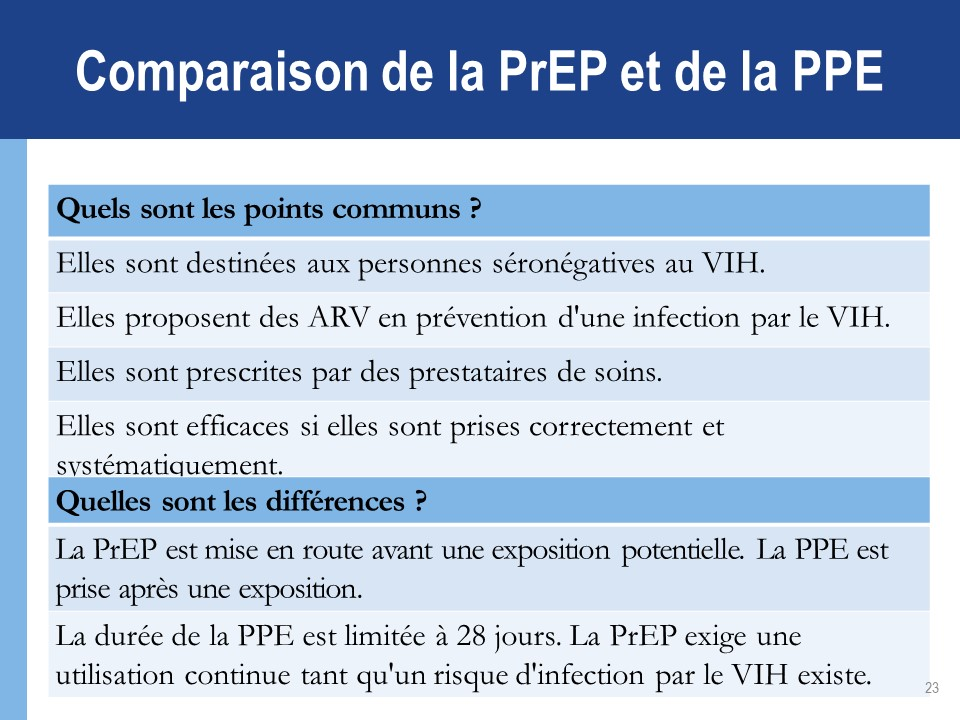 Comparaison de la PrEP et de la PPE
Quels sont les points communs ?
Elles sont destinées aux personnes séronégatives au VIH.
Elles proposent des ARV en prévention d'une infection par le VIH.
Elles sont prescrites par des prestataires de soins.
Elles sont efficaces si elles sont prises correctement et
systématiquement.
Quelles sont les différences ?
La PrEP est mise en route avant une exposition potentielle. La PPE est
prise après une exposition.
La durée de la PPE est limitée à 28 jours. La PrEP exige une
utilisation continue tant qu'un risque d'infection par le VIH existe.
23